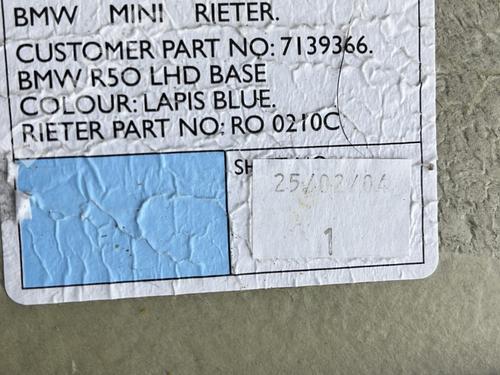 BMW MINI RIETER.
CUSTOMER PART NO: 7139366.
BMW R50 LHD BASE
COLOUR: LAPIS BLUE.
RIETER PART NO: RO 0210C
25/02/04
1